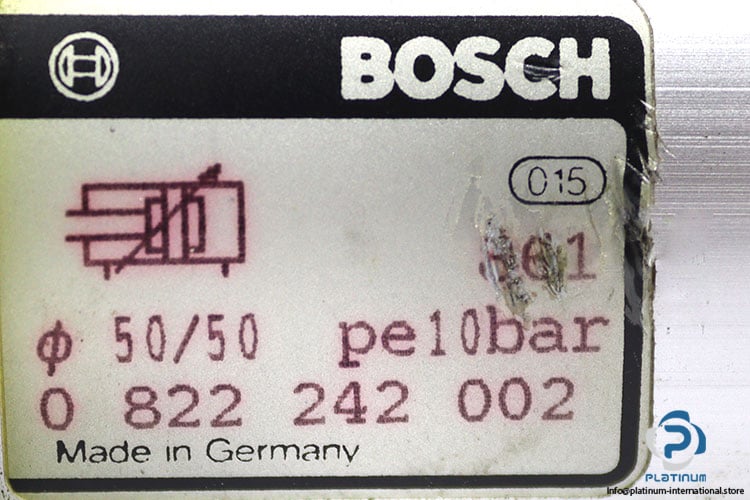 BOSCH
015
ϕ 50/50 pe10bar
0 822 242 002
Made in Germany
PLATINUM
info@platinum-international.store